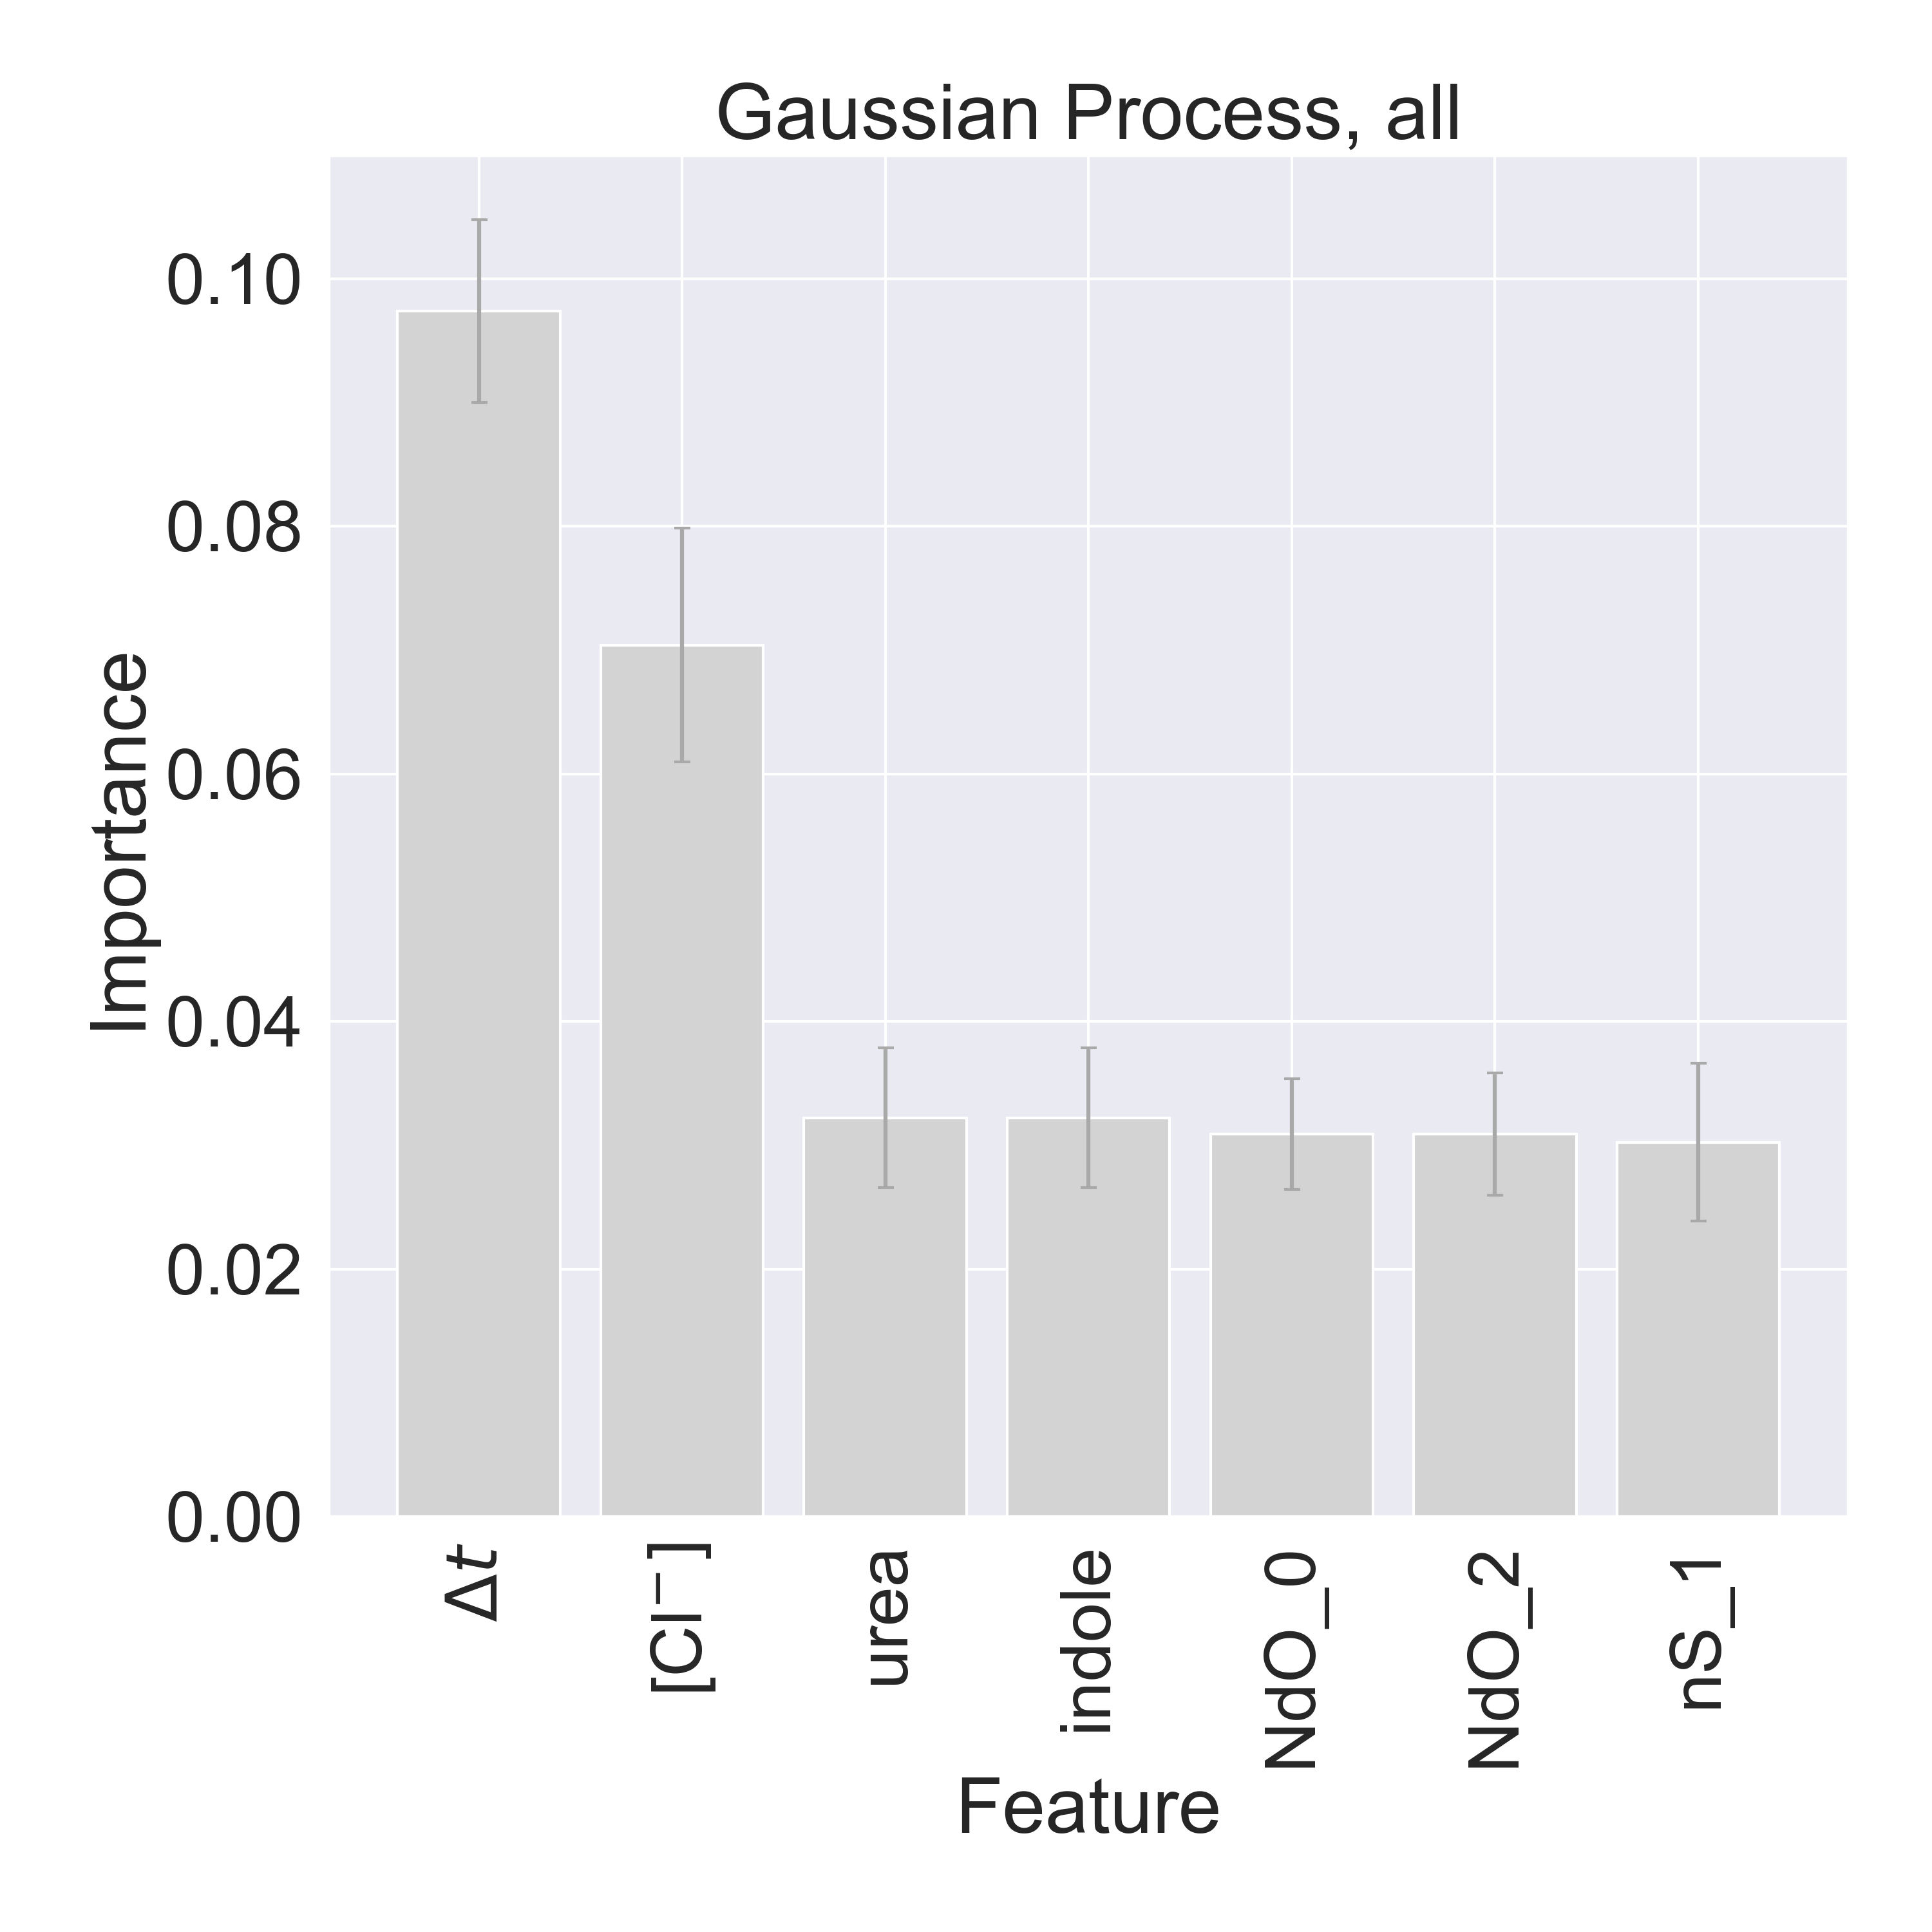 Gaussian Process, all
Importance
0.10
0.08
0.06
0.04
0.02
0.00
Δt
[Cl⁻]
urea
indole
NdO_0
NdO_2
nS_1
Feature